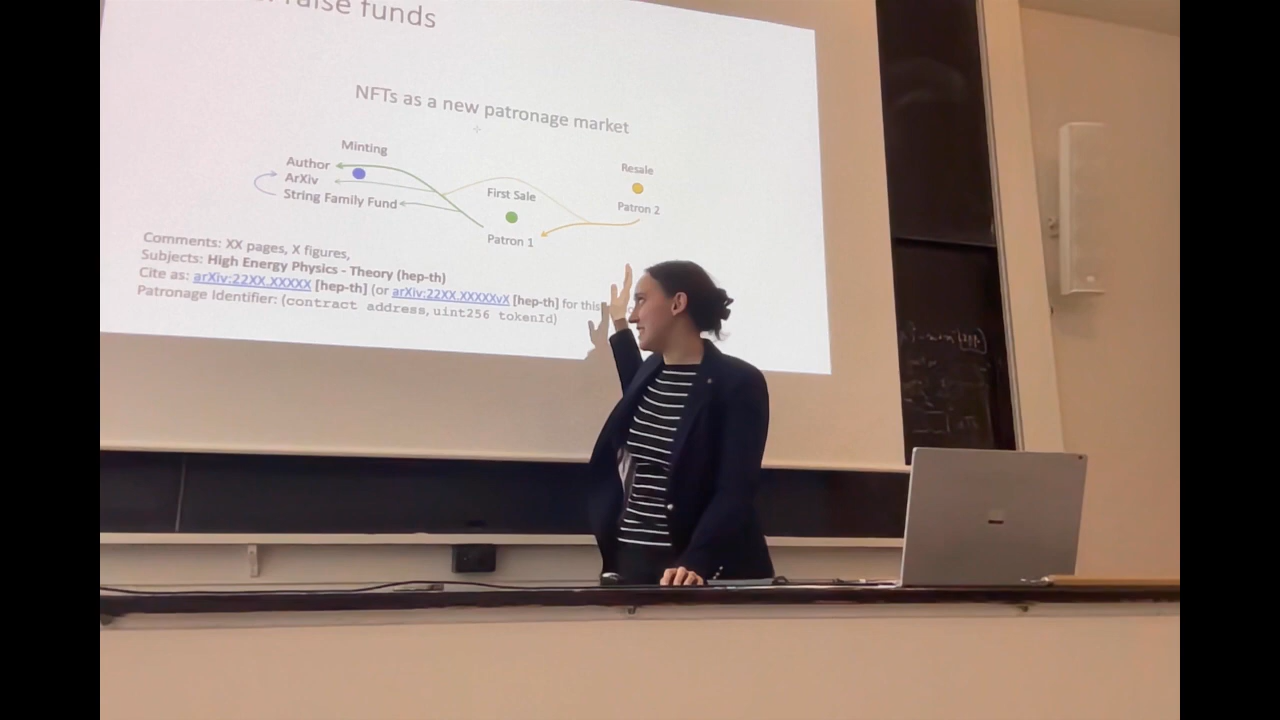 raise funds
NFTs as a new patronage market
Minting
Author
ArXiv
String Family Fund
First Sale
Patron 1
Resale
Patron 2
Comments: XX pages, X figures,
Subjects: High Energy Physics - Theory (hep-th)
Cite as: arXiv:22XX.XXXXX [hep-th] (or arXiv:22XX.XXXXXvX [hep-th] for this
Patronage Identifier: (contract address, uint256 tokenId)